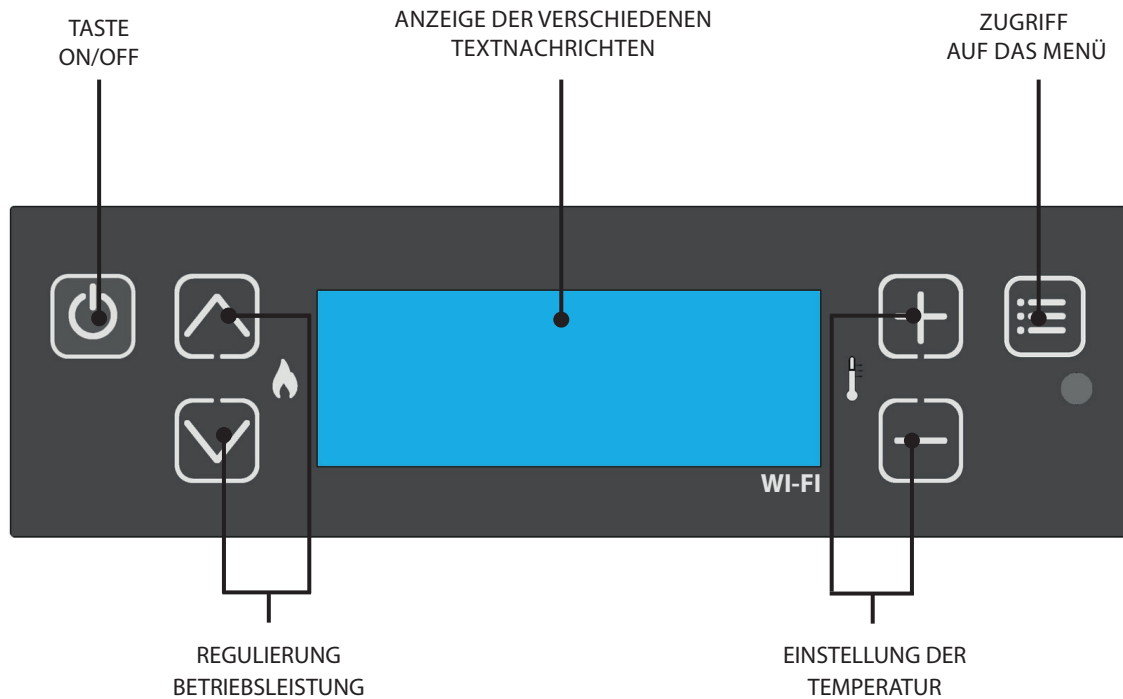 TASTE
ON/OFF
ANZEIGE DER VERSCHIEDENEN
TEXTNACHRICHTEN
ZUGRIFF
AUF DAS MENÜ
WI-FI
REGULIERUNG
BETRIEBSLEISTUNG
EINSTELLUNG DER
TEMPERATUR